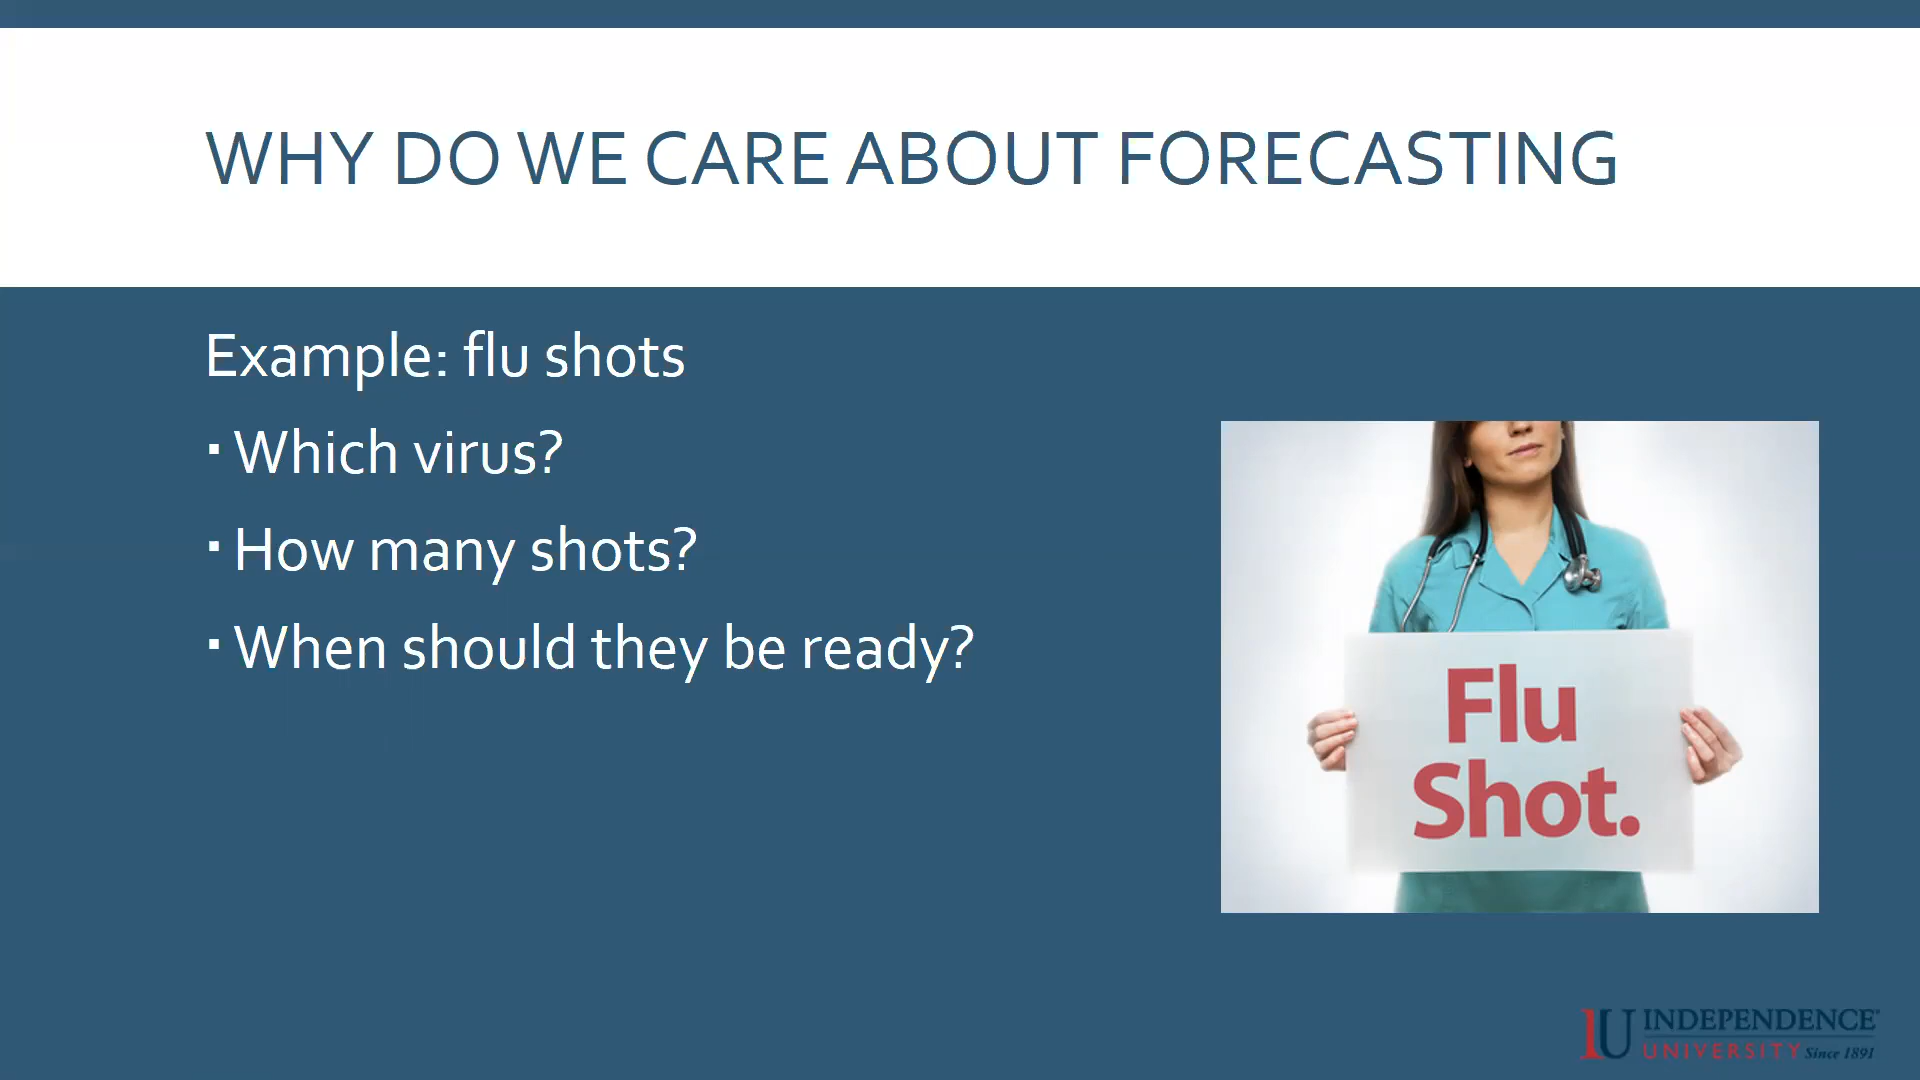 WHY DO WE CARE ABOUT FORECASTING
Example: flu shots
▪ Which virus?
▪ How many shots?
▪ When should they be ready?
Flu
Shot.
IU INDEPENDENCE®
UNIVERSITY Since 1891